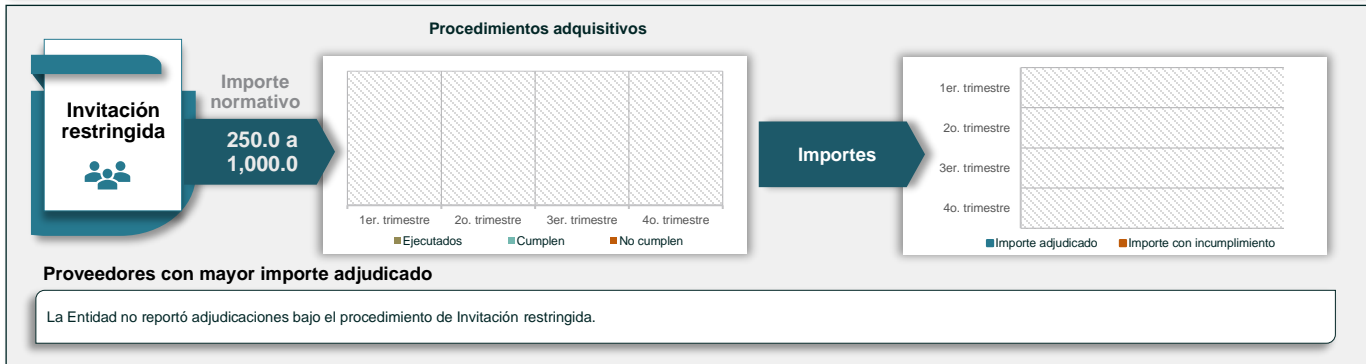 Procedimientos adquisitivos
Invitación
restringida
Importe
normativo
250.0 a
1,000.0
1er. trimestre
2o. trimestre
3er. trimestre
4o. trimestre
Ejecutados
Cumplen
No cumplen
Importes
1er. trimestre
2o. trimestre
3er. trimestre
4o. trimestre
Importe adjudicado
Importe con incumplimiento
Proveedores con mayor importe adjudicado
La Entidad no reportó adjudicaciones bajo el procedimiento de Invitación restringida.